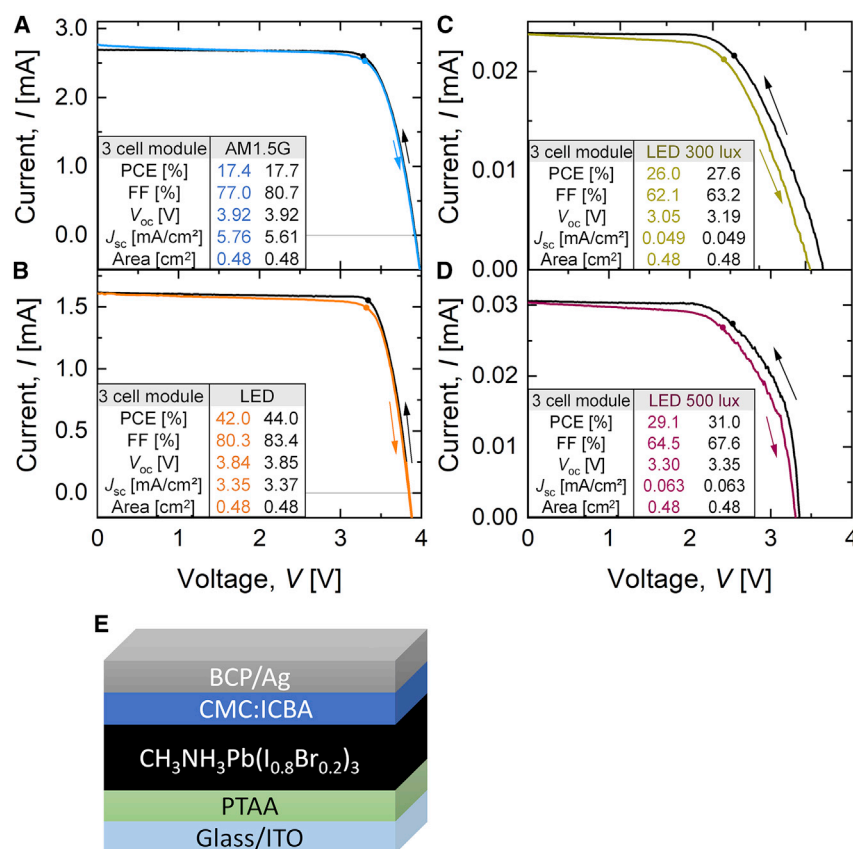 A
Current, I [mA]
3.0
2.5
2.0
1.5
1.0
0.5
0.0
3 cell module AM1.5G
PCE [%] 17.4 17.7
FF [%] 77.0 80.7
Voc [V] 3.92 3.92
Jsc [mA/cm²] 5.76 5.61
Area [cm²] 0.48 0.48
B
Current, I [mA]
1.5
1.0
0.5
0.0
3 cell module LED
PCE [%] 42.0 44.0
FF [%] 80.3 83.4
Voc [V] 3.84 3.85
Jsc [mA/cm²] 3.35 3.37
Area [cm²] 0.48 0.48
0 1 2 3 4
Voltage, V [V]
C
Current, I [mA]
0.02
0.01
0.00
3 cell module LED 300 lux
PCE [%] 26.0 27.6
FF [%] 62.1 63.2
Voc [V] 3.05 3.19
Jsc [mA/cm²] 0.049 0.049
Area [cm²] 0.48 0.48
D
Current, I [mA]
0.03
0.02
0.01
0.00
3 cell module LED 500 lux
PCE [%] 29.1 31.0
FF [%] 64.5 67.6
Voc [V] 3.30 3.35
Jsc [mA/cm²] 0.063 0.063
Area [cm²] 0.48 0.48
0 1 2 3 4
Voltage, V [V]
E
BCP/Ag
CMC:ICBA
CH₃NH₃Pb(I₀.₈Br₀.₂)₃
PTAA
Glass/ITO